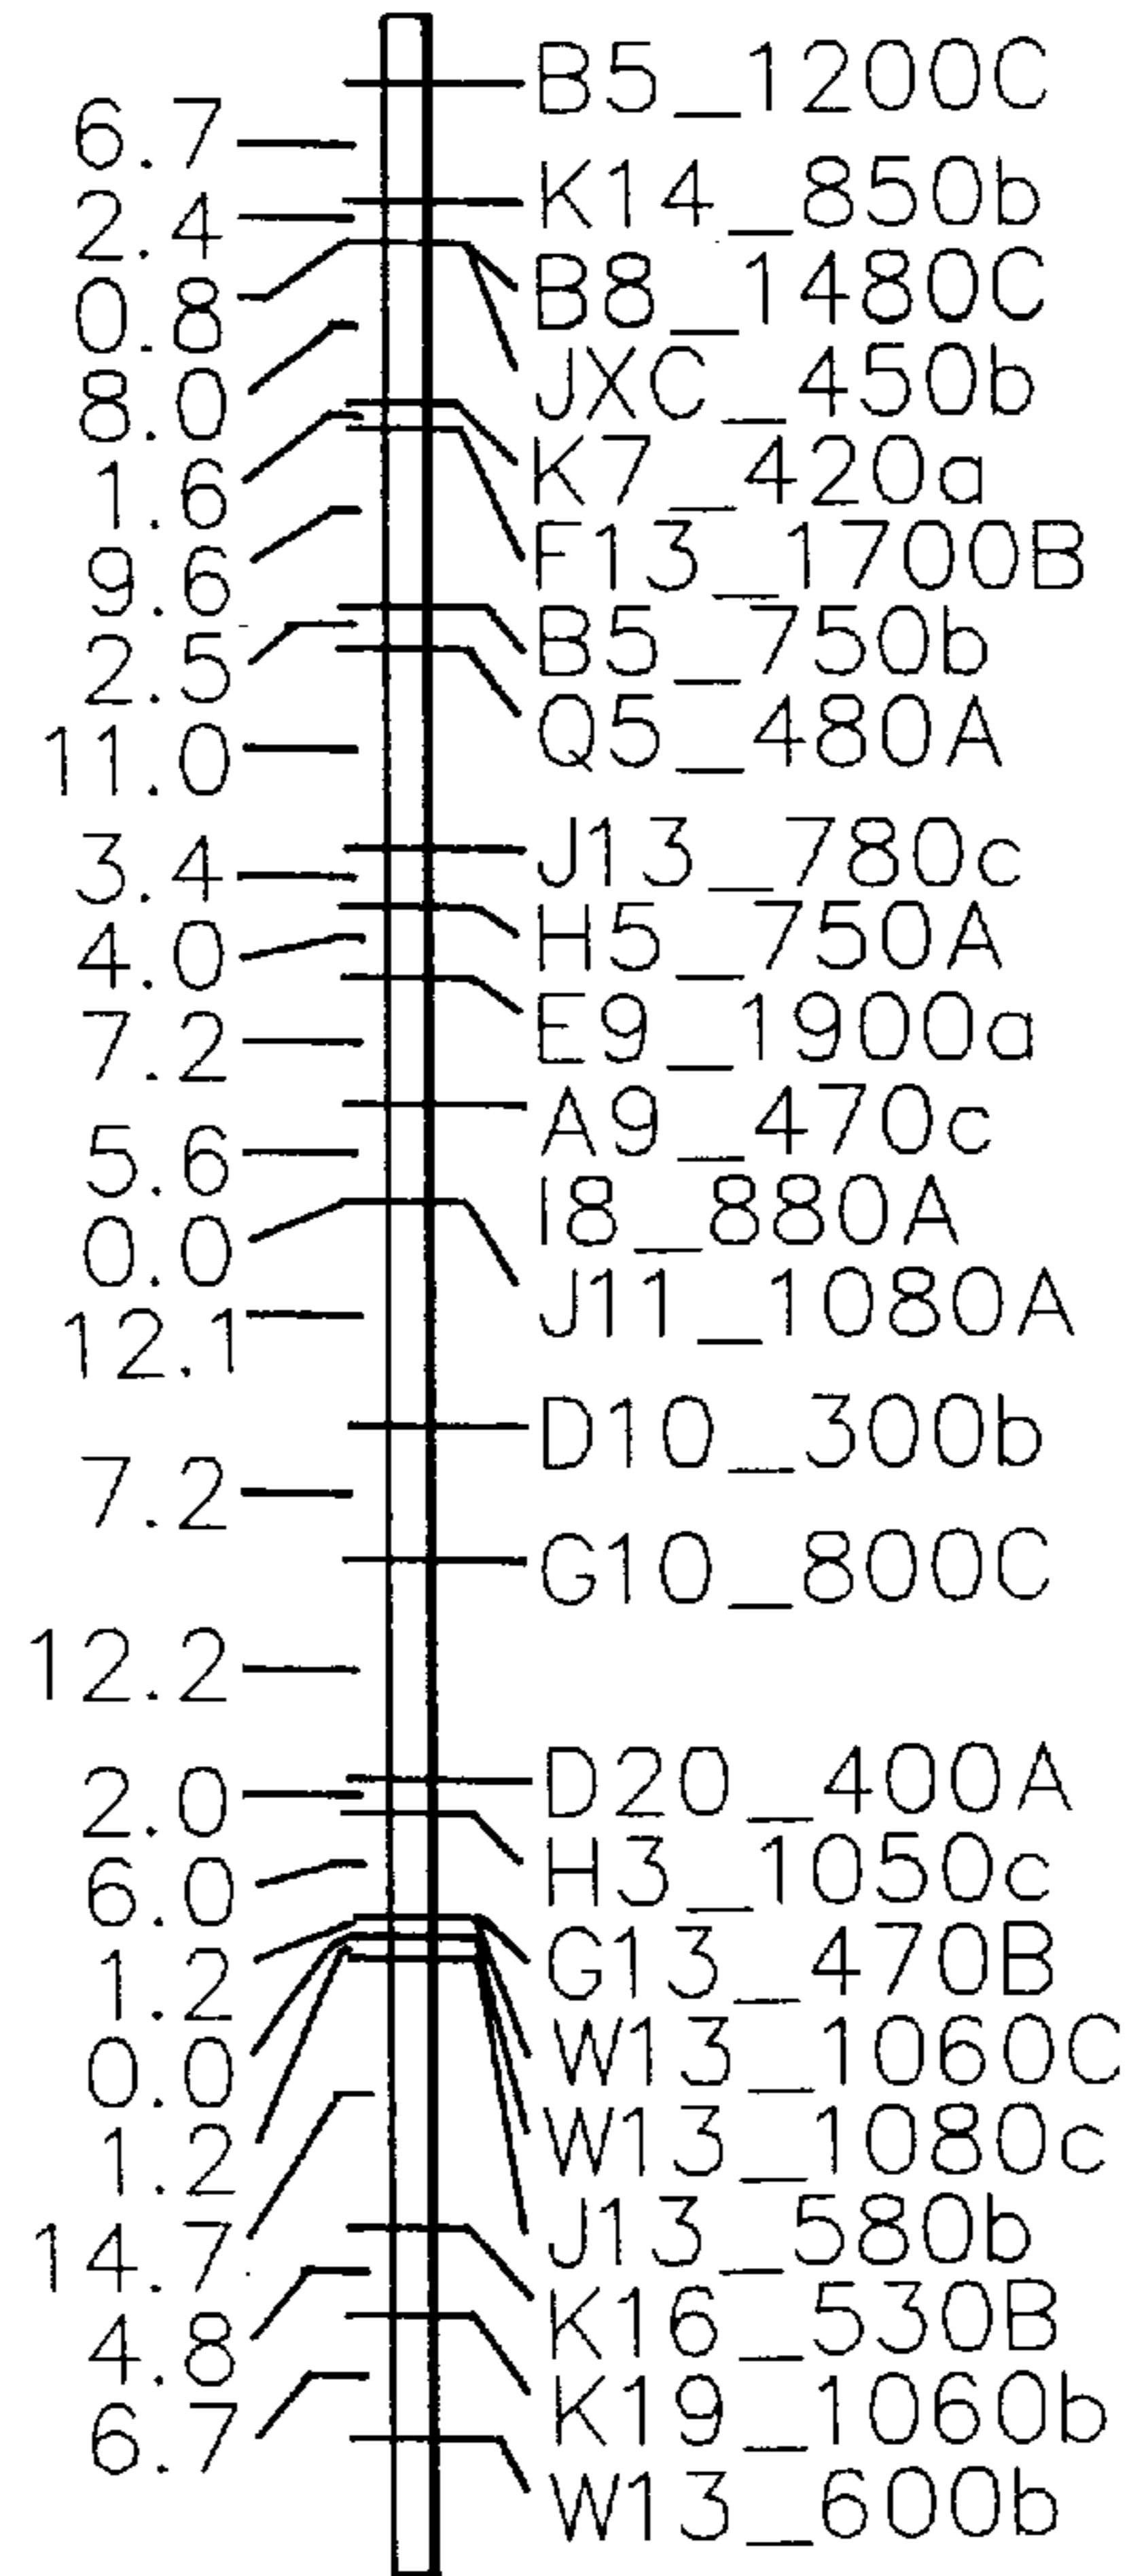 B5_1200C
6.7
K14_850b
2.4
B8_1480C
0.8
JXC_450b
8.0
K7_420a
1.6
F13_1700B
9.6
B5_750b
2.5
Q5_480A
11.0
J13_780c
3.4
H5_750A
4.0
E9_1900a
7.2
A9_470c
5.6
I8_880A
0.0
J11_1080A
12.1
D10_300b
7.2
G10_800C
12.2
D20_400A
2.0
H3_1050c
6.0
G13_470B
1.2
W13_1060C
0.0
W13_1080c
1.2
J13_580b
14.7
K16_530B
4.8
K19_1060b
6.7
W13_600b